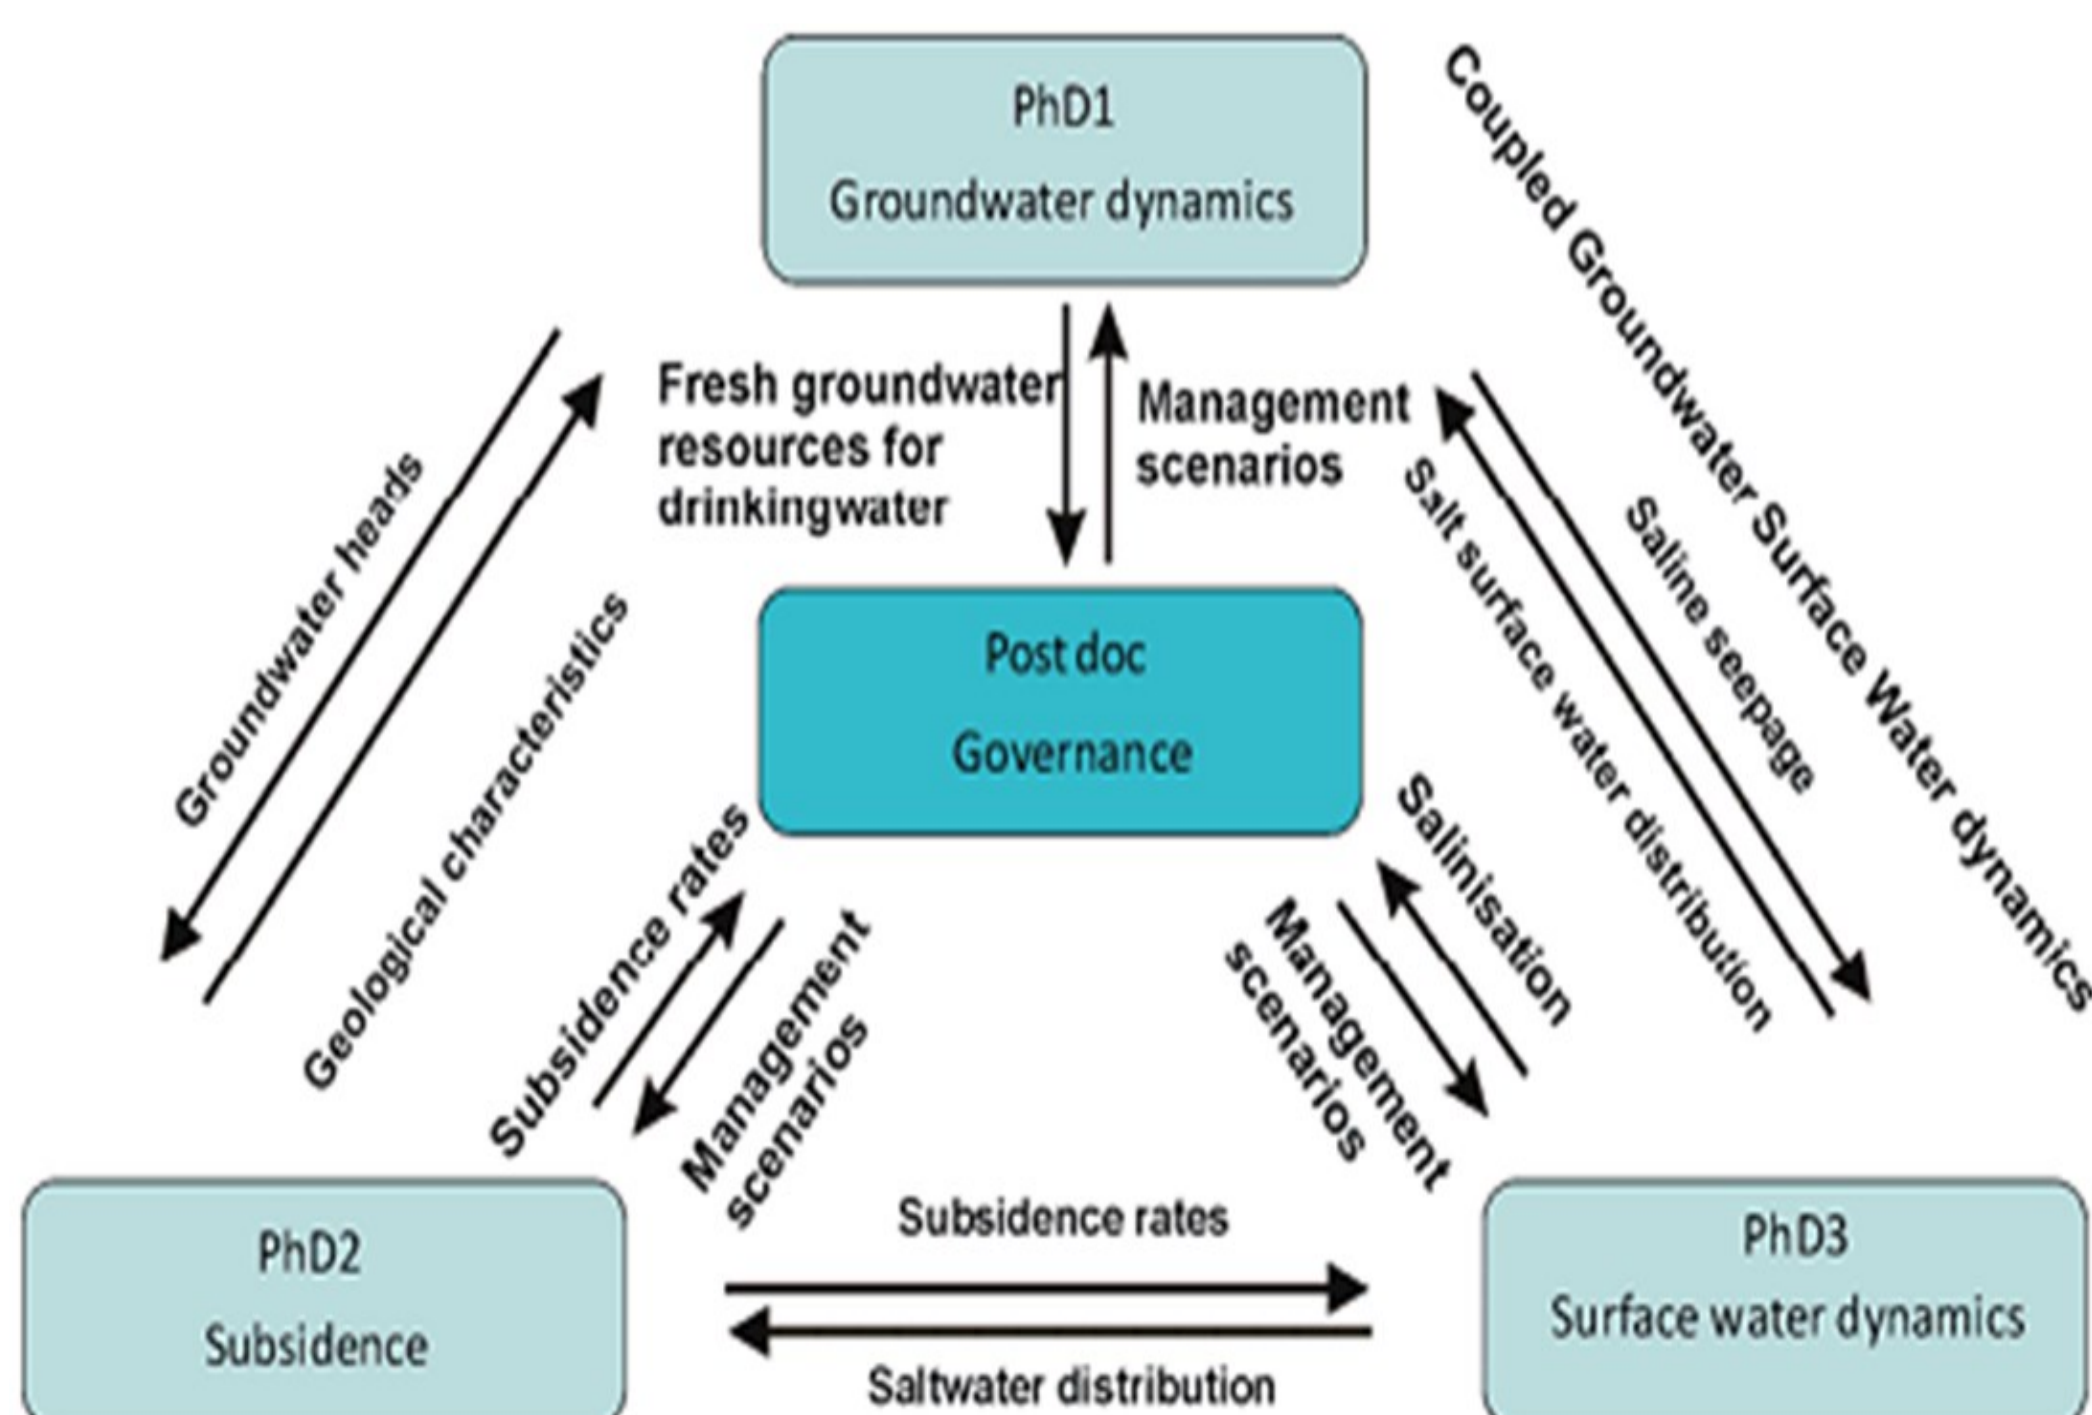 PhD1
Groundwater dynamics
Coupled Groundwater Surface Water dynamics
Fresh groundwater
resources for
drinkingwater
Management
scenarios
Groundwater heads
Geological characteristics
Salt surface water distribution
Saline seepage
Post doc
Governance
Subsidence rates
Management
scenarios
Management
scenarios
Salinisation
PhD2
Subsidence
Subsidence rates
Saltwater distribution
PhD3
Surface water dynamics